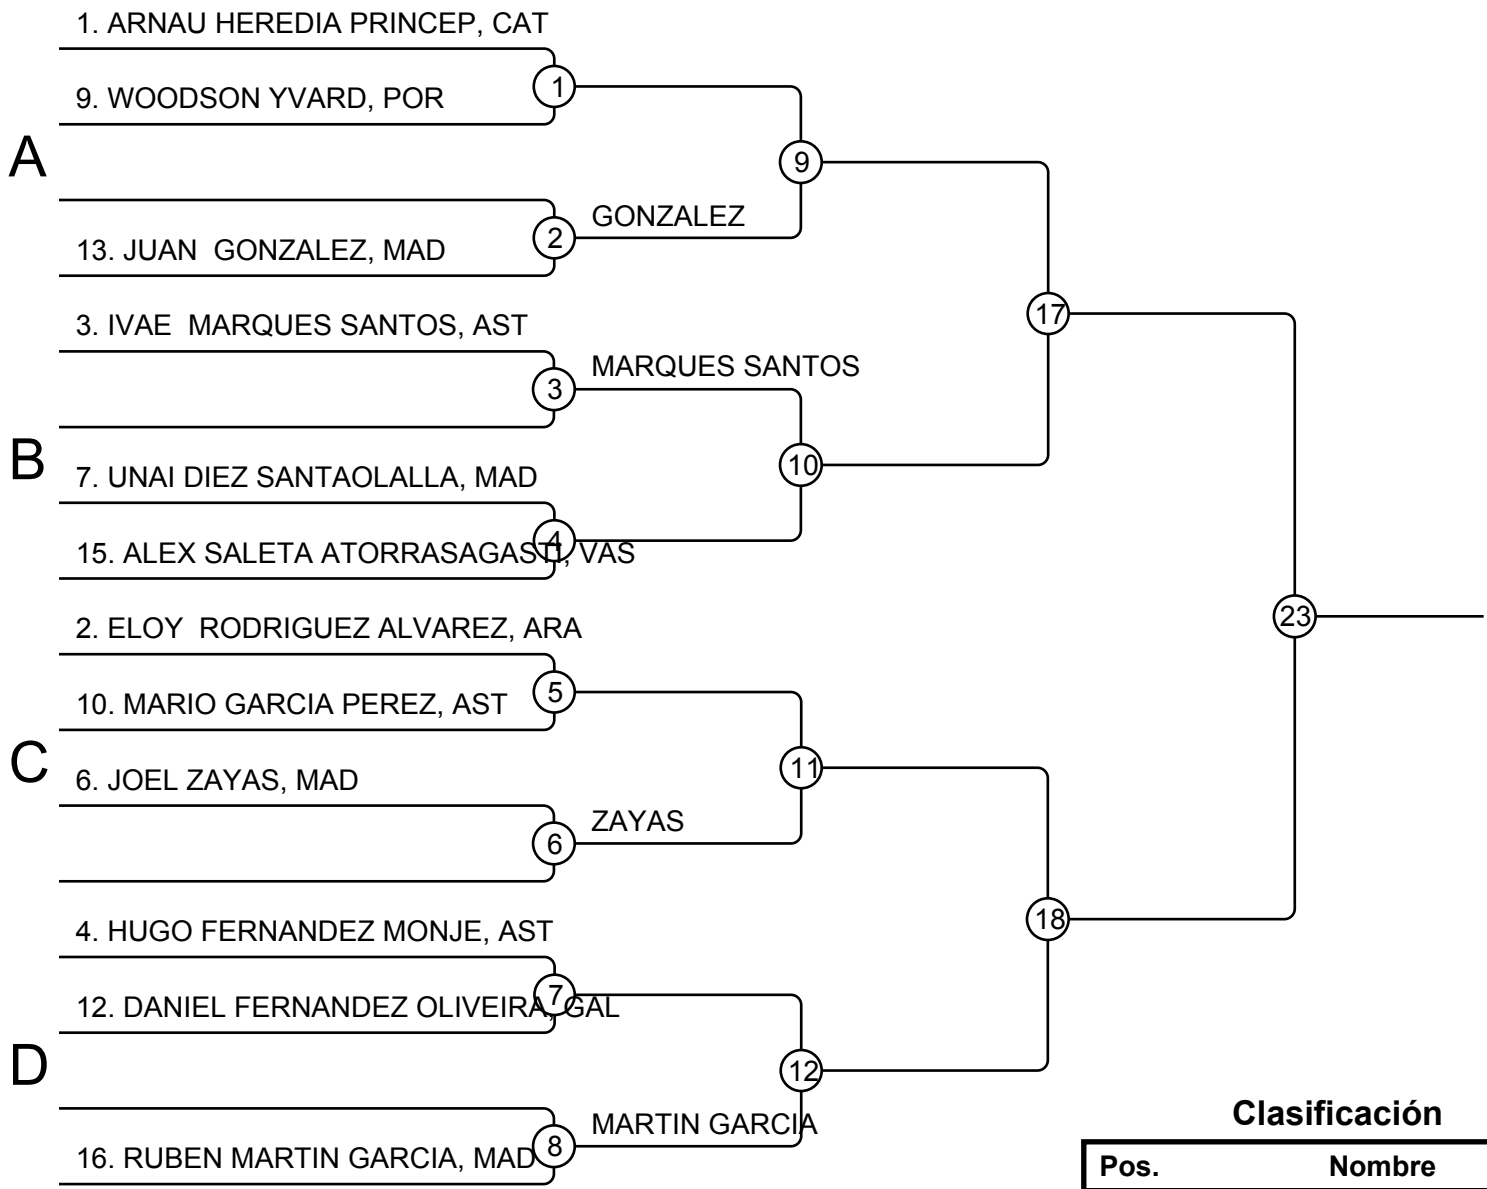 1. ARNAU HEREDIA PRINCEP, CAT
1
9. WOODSON YVARD, POR
A
9
GONZALEZ
2
13. JUAN  GONZALEZ, MAD
3. IVAE  MARQUES SANTOS, AST
17
MARQUES SANTOS
3
B
10
7. UNAI DIEZ SANTAOLALLA, MAD
4
15. ALEX SALETA ATORRASAGASTI, VAS
2. ELOY  RODRIGUEZ ALVAREZ, ARA
23
5
10. MARIO GARCIA PEREZ, AST
C
11
6. JOEL ZAYAS, MAD
ZAYAS
6
18
4. HUGO FERNANDEZ MONJE, AST
7
12. DANIEL FERNANDEZ OLIVEIRA, GAL
D
12
MARTIN GARCIA
8
16. RUBEN MARTIN GARCIA, MAD
Clasificación
Pos. Nombre